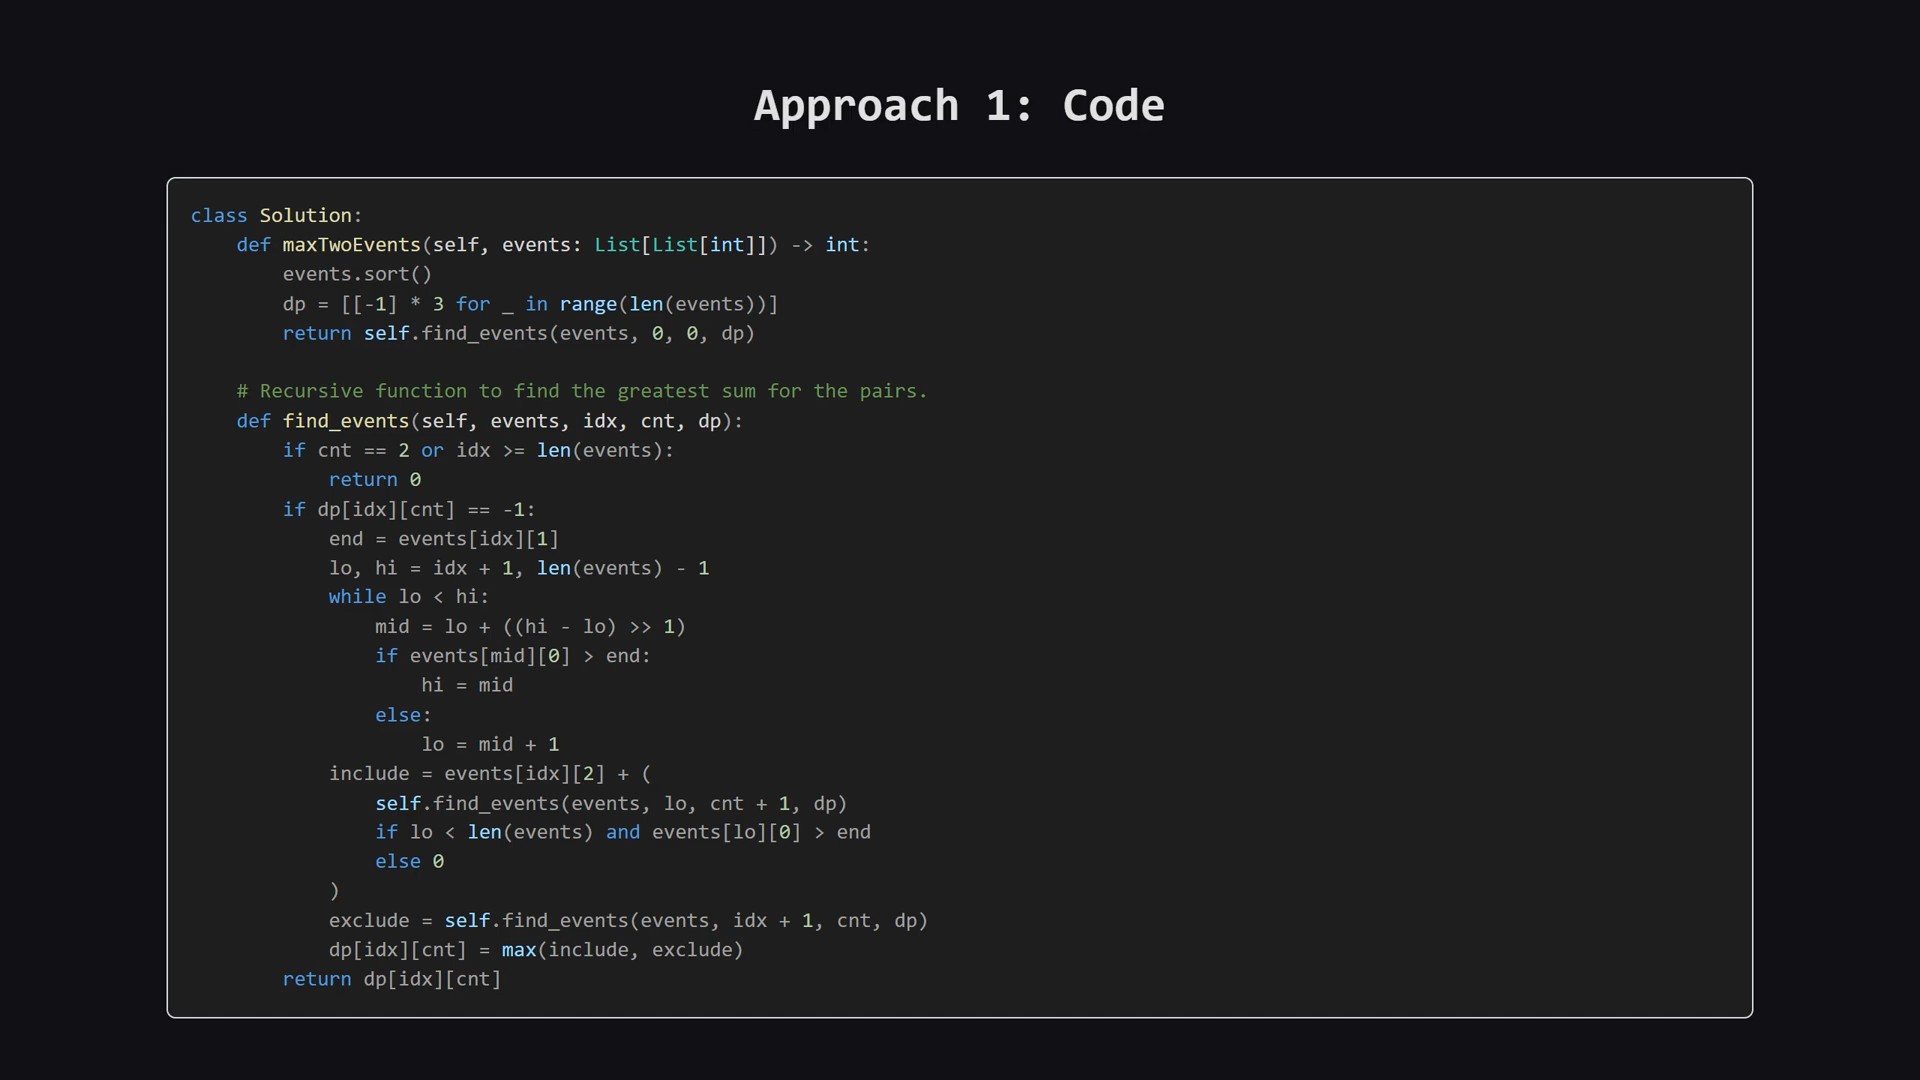 Approach 1: Code
class Solution:
    def maxTwoEvents(self, events: List[List[int]]) -> int:
        events.sort()
        dp = [[-1] * 3 for _ in range(len(events))]
        return self.find_events(events, 0, 0, dp)

    # Recursive function to find the greatest sum for the pairs.
    def find_events(self, events, idx, cnt, dp):
        if cnt == 2 or idx >= len(events):
            return 0
        if dp[idx][cnt] == -1:
            end = events[idx][1]
            lo, hi = idx + 1, len(events) - 1
            while lo < hi:
                mid = lo + ((hi - lo) >> 1)
                if events[mid][0] > end:
                    hi = mid
                else:
                    lo = mid + 1
            include = events[idx][2] + (
                self.find_events(events, lo, cnt + 1, dp)
                if lo < len(events) and events[lo][0] > end
                else 0
            )
            exclude = self.find_events(events, idx + 1, cnt, dp)
            dp[idx][cnt] = max(include, exclude)
        return dp[idx][cnt]